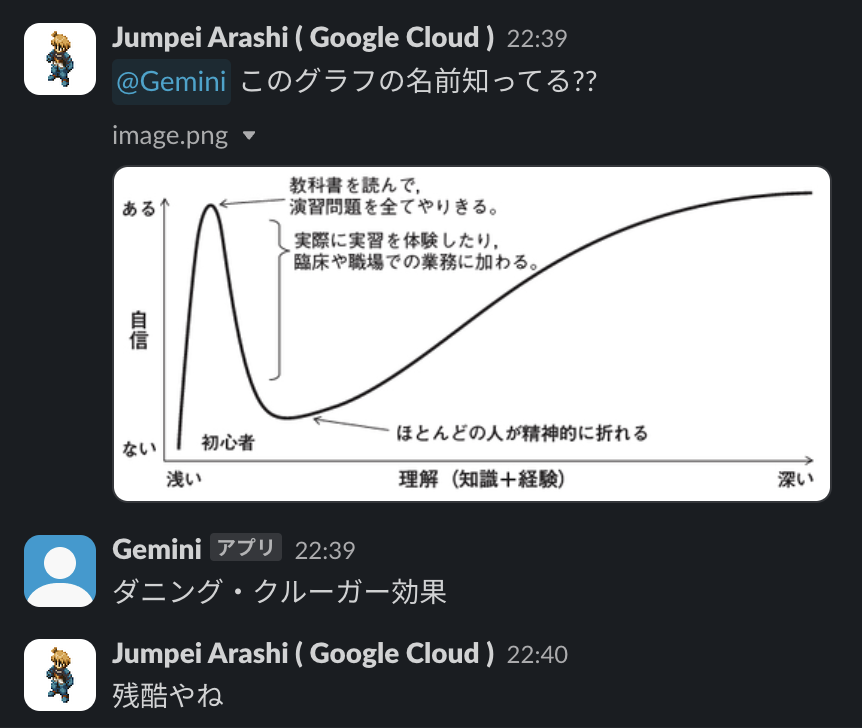 Jumpei Arashi ( Google Cloud ) 22:39
@Gemini このグラフの名前知ってる??
image.png
教科書を読んで,
演習問題を全てやりきる。
ある
実際に実習を体験したり,
臨床や職場での業務に加わる。
自信
ほとんどの人が精神的に折れる
初心者
ない
浅い
理解（知識＋経験）
深い
Gemini アプリ 22:39
ダニング・クルーガー効果
Jumpei Arashi ( Google Cloud ) 22:40
残酷やね